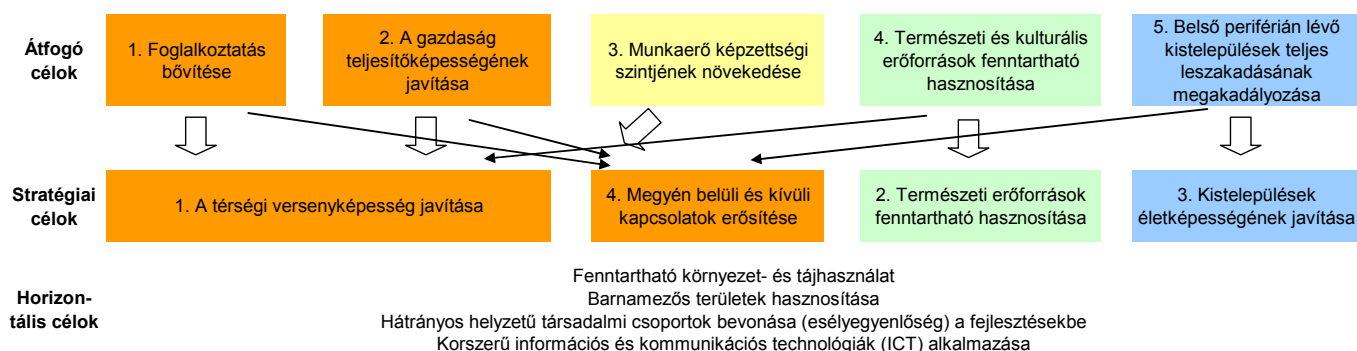 Átfogó
célok
1. Foglalkoztatás
bővítése
2. A gazdaság
teljesítőképességének
javítása
3. Munkaerő képzettségi
szintjének növekedése
4. Természeti és kulturális
erőforrások fenntartható
hasznosítása
5. Belső periférián lévő
kistelepülések teljes
leszakadásának
megakadályozása
Stratégiai
célok
1. A térségi versenyképesség javítása
4. Megyén belüli és kívüli
kapcsolatok erősítése
2. Természeti erőforrások
fenntartható hasznosítása
3. Kistelepülések
életképességének javítása
Horizon-
tális célok
Fenntartható környezet- és tájhasználat
Barnamezős területek hasznosítása
Hátrányos helyzetű társadalmi csoportok bevonása (esélyegyenlőség) a fejlesztésekbe
Korszerű információs és kommunikációs technológiák (ICT) alkalmazása